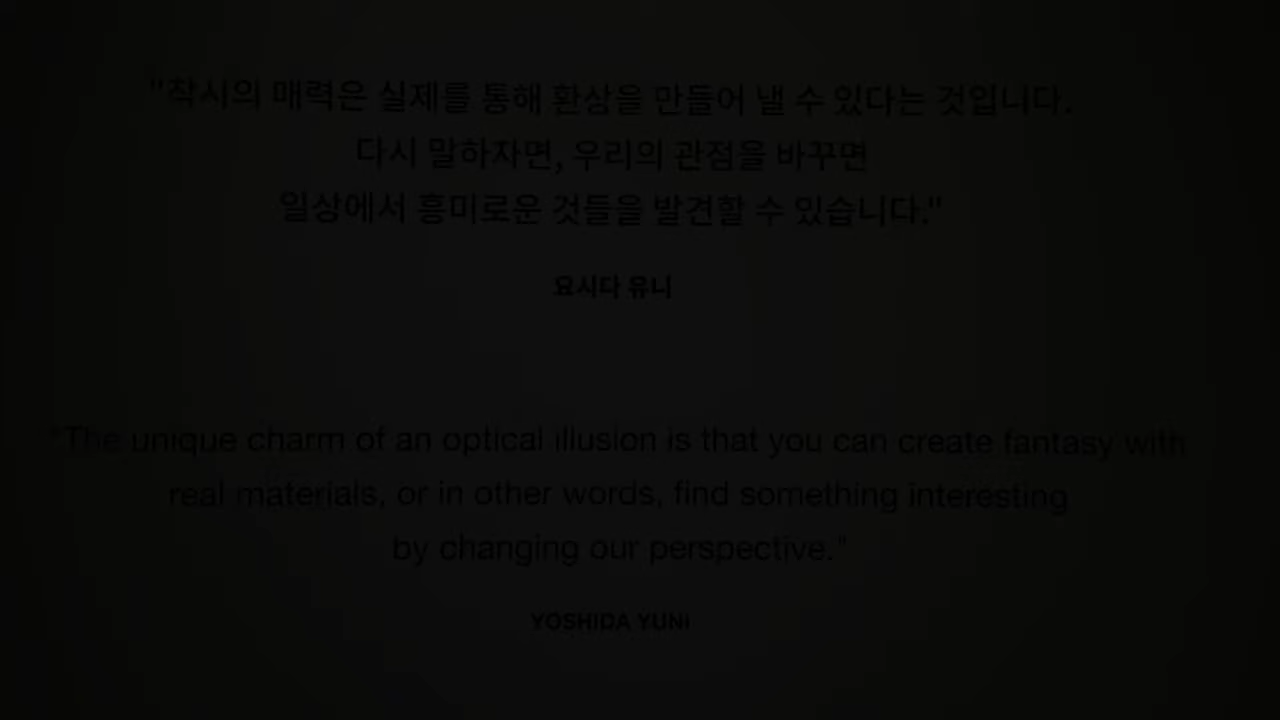 "착시의 매력은 실제를 통해 환상을 만들어 낼 수 있다는 것입니다.
다시 말하자면, 우리의 관점을 바꾸면
일상에서 흥미로운 것들을 발견할 수 있습니다."
요시다 유니
"The unique charm of an optical illusion is that you can create fantasy with
real materials, or in other words, find something interesting
by changing our perspective."
YOSHIDA YUNI